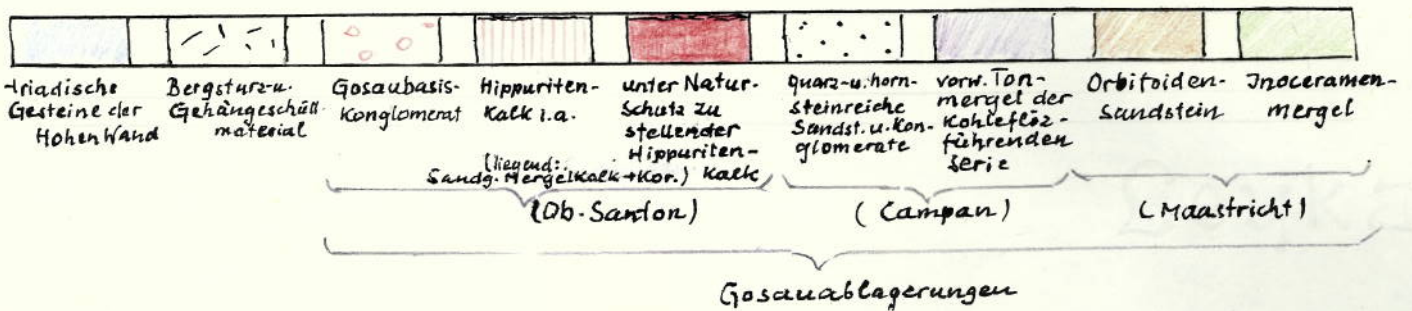 triadische
Gesteine der
Hohen Wand
Bergsturz-u.
Gehängeschutt-
material
Gosaubasis-
Konglomerat
Hippuriten-
Kalk i.a.
(liegend:
Sandg. Mergelkalk + Kor.)
unter Natur-
Schutz zu
stellender
Hippuriten-
Kalk
quarz-u. horn-
steinreiche
Sandst. u. Kon-
glomerate
vorw. Ton-
mergel der
Kohleflöz-
führenden
Serie
Orbitoiden-
sandstein
Inoceramen-
mergel
(Ob-Santon)
(Campan)
(Maastricht)
Gosauablagerungen